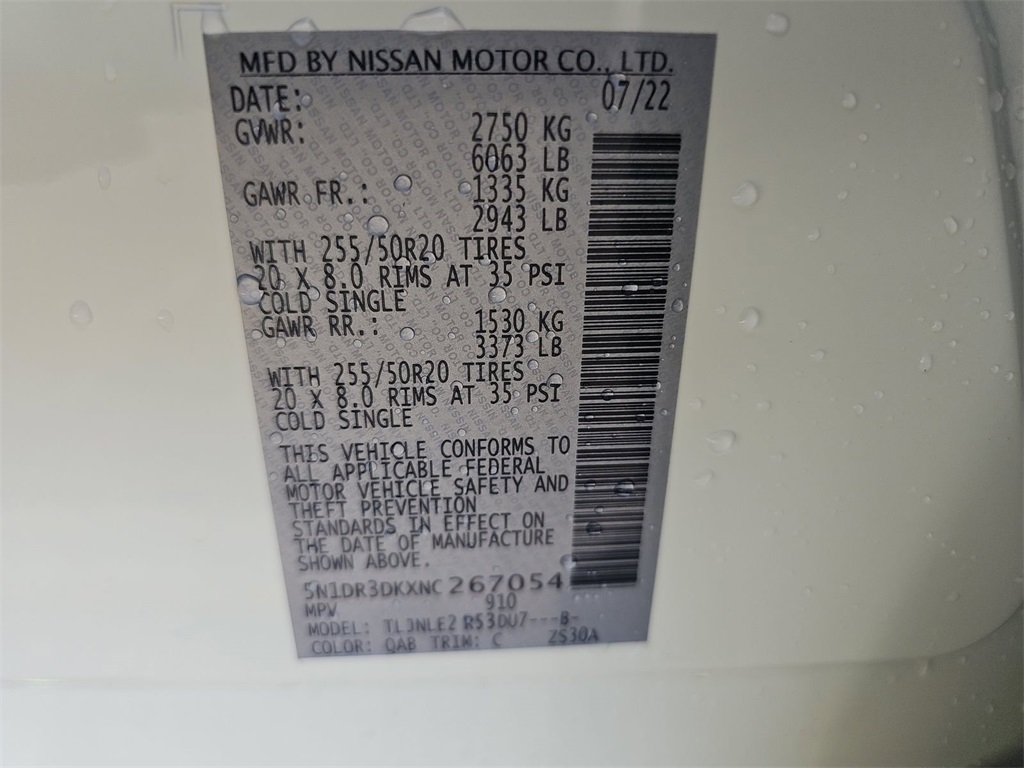 MFD BY NISSAN MOTOR CO., LTD.
DATE: 07/22
GVWR: 2750 KG
6063 LB
GAWR FR.: 1335 KG
2943 LB
WITH 255/50R20 TIRES
20 X 8.0 RIMS AT 35 PSI
COLD SINGLE
GAWR RR.: 1530 KG
3373 LB
WITH 255/50R20 TIRES
20 X 8.0 RIMS AT 35 PSI
COLD SINGLE
THIS VEHICLE CONFORMS TO
ALL APPLICABLE FEDERAL
MOTOR VEHICLE SAFETY AND
THEFT PREVENTION
STANDARDS IN EFFECT ON
THE DATE OF MANUFACTURE
SHOWN ABOVE.
5N1DR3DKXNC 267054
MPV 910
MODEL: TLJNLE2 R53DU7---B-
COLOR: QAB TRIM: C ZS30A